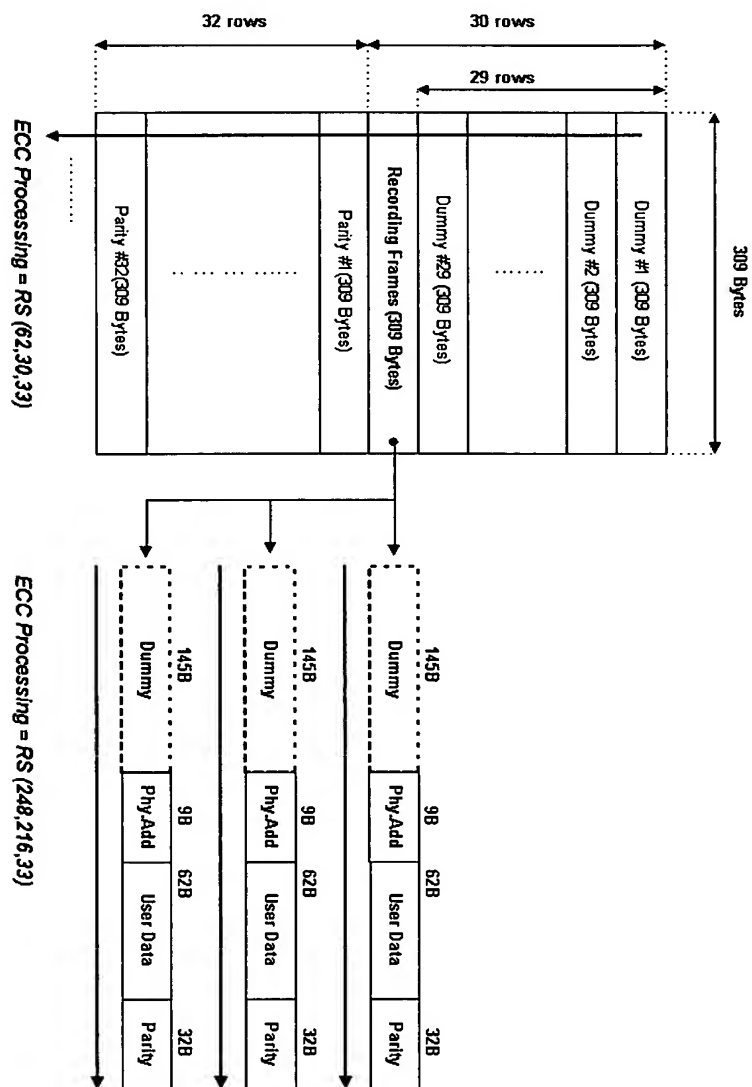 32 rows
30 rows
29 rows
309 Bytes
Dummy #1 (309 Bytes)
Dummy #2 (309 Bytes)
Dummy #29 (309 Bytes)
Recording Frames (309 Bytes)
Parity #1(309 Bytes)
Parity #32(309 Bytes)
ECC Processing = RS (62,30,33)
145B 9B 62B 32B
Dummy Phy.Add User Data Parity
145B 9B 62B 32B
Dummy Phy.Add User Data Parity
145B 9B 62B 32B
Dummy Phy.Add User Data Parity
ECC Processing = RS (248,216,33)